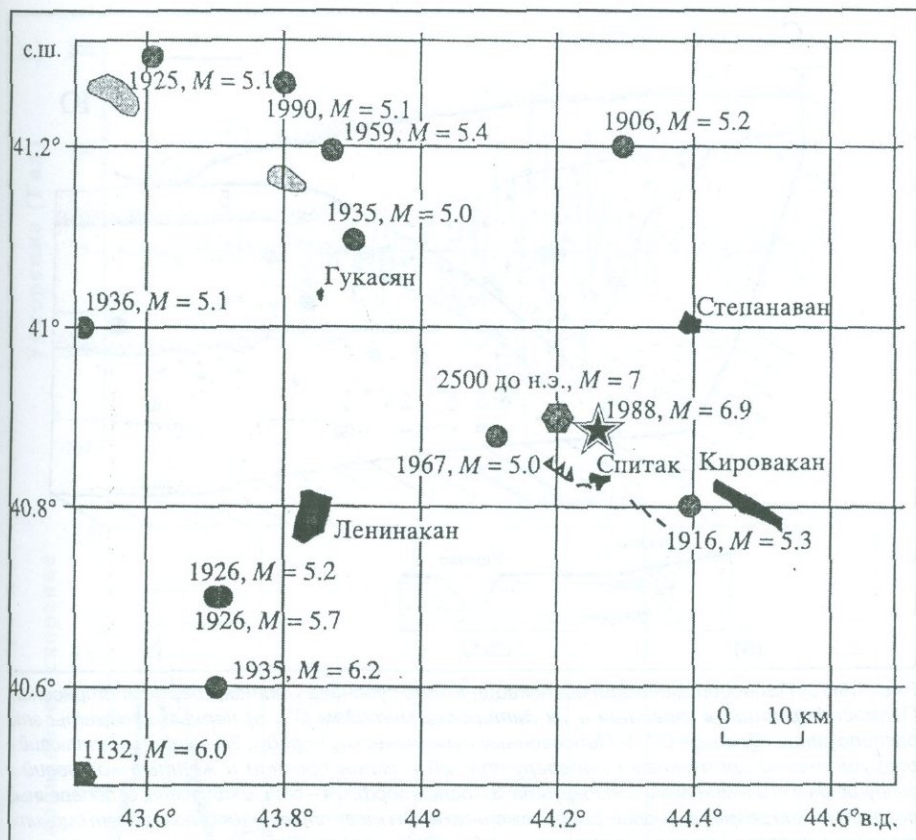 с.ш.
1925, M = 5.1
1990, M = 5.1
1959, M = 5.4
1906, M = 5.2
41.2°
1935, M = 5.0
Гукасян
1936, M = 5.1
Степанаван
41°
2500 до н.э., M = 7
1988, M = 6.9
1967, M = 5.0
Спитак
Кировакан
40.8°
Ленинакан
1916, M = 5.3
1926, M = 5.2
1926, M = 5.7
1935, M = 6.2
40.6°
0 10 км
1132, M = 6.0
43.6° 43.8° 44° 44.2° 44.4° 44.6° в.д.